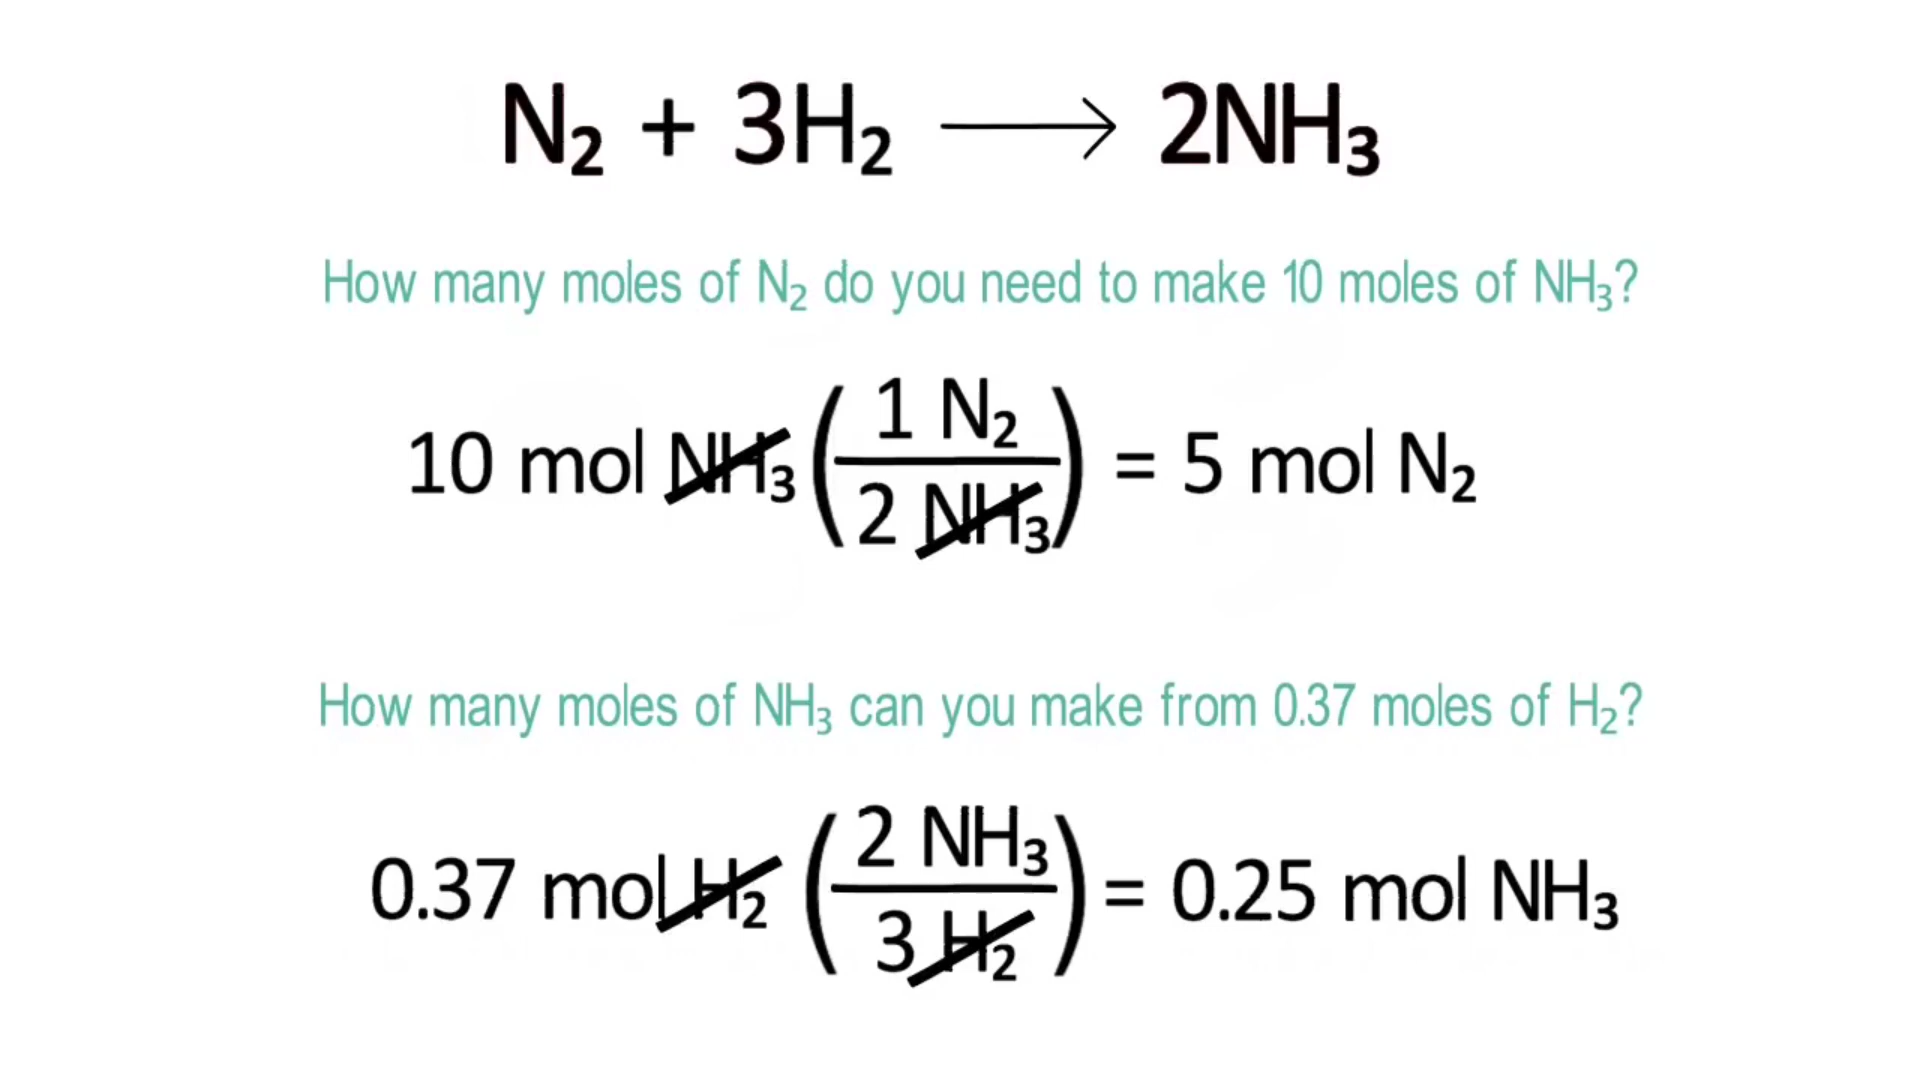 N₂ + 3H₂ → 2NH₃
How many moles of N₂ do you need to make 10 moles of NH₃?
10 mol NH₃ (1 N₂ / 2 NH₃) = 5 mol N₂
How many moles of NH₃ can you make from 0.37 moles of H₂?
0.37 mol H₂ (2 NH₃ / 3 H₂) = 0.25 mol NH₃